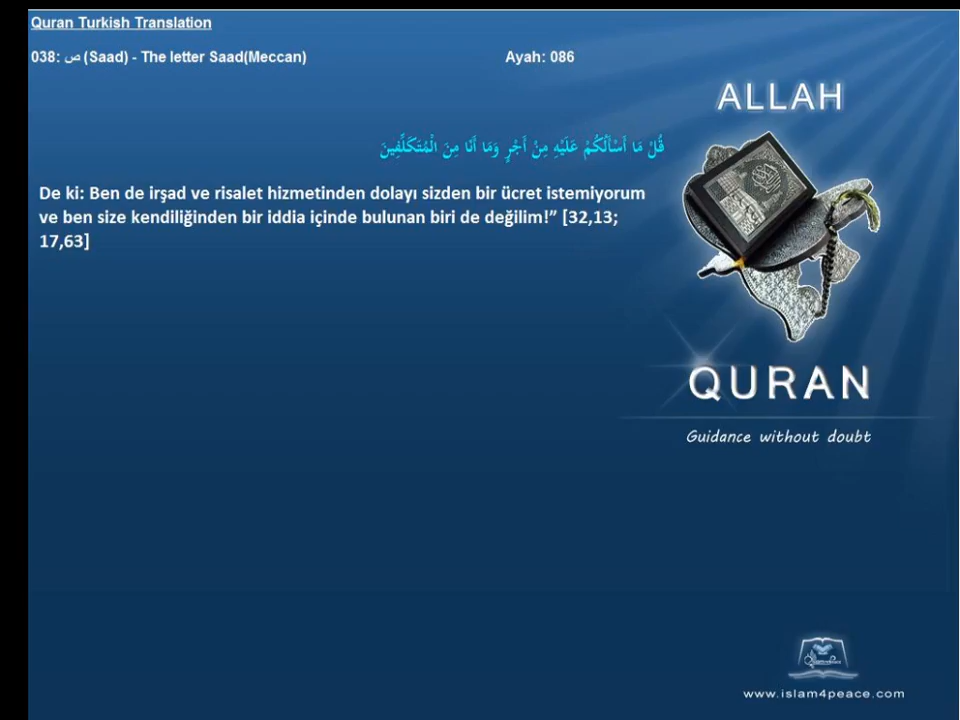 Quran Turkish Translation
038: ص (Saad) - The letter Saad(Meccan) Ayah: 086
ALLAH
قُلْ مَا أَسْأَلُكُمْ عَلَيْهِ مِنْ أَجْرٍ وَمَا أَنَا مِنَ الْمُتَكَلِّفِينَ
De ki: Ben de irşad ve risalet hizmetinden dolayı sizden bir ücret istemiyorum
ve ben size kendiliğinden bir iddia içinde bulunan biri de değilim!” [32,13;
17,63]
QURAN
Guidance without doubt
www.islam4peace.com